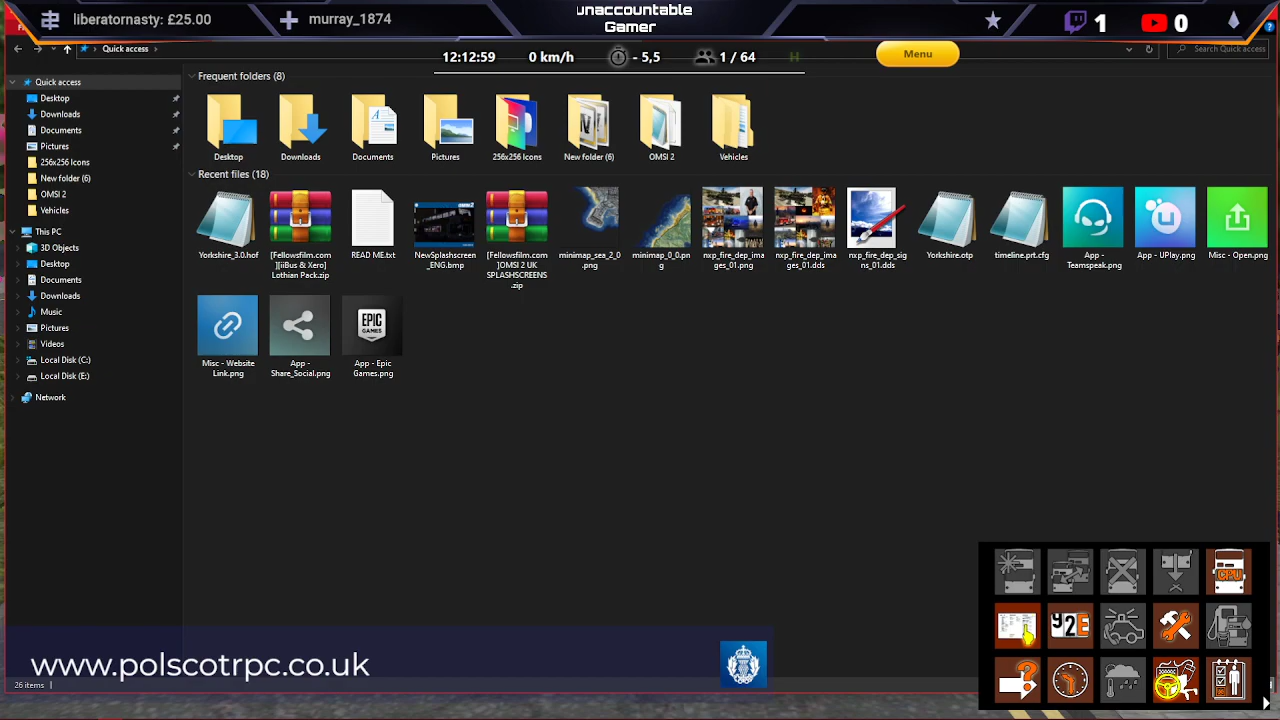 liberatornasty: £25.00
murray_1874
unaccountable
Gamer
1
0
Quick access
Search Quick access
12:12:59
0 km/h
- 5,5
1 / 64
H
Menu
Quick access
Desktop
Downloads
Documents
Pictures
256x256 Icons
New folder (6)
OMSI 2
Vehicles
This PC
3D Objects
Desktop
Documents
Downloads
Music
Pictures
Videos
Local Disk (C:)
Local Disk (E:)
Network
Frequent folders (8)
Desktop
Downloads
Documents
Pictures
256x256 Icons
New folder (6)
OMSI 2
Vehicles
Recent files (18)
Yorkshire_3.0.hof
[Fellowsfilm.com
][iiBus & Xero]
Lothian Pack.zip
READ ME.txt
NewSplashscreen
_ENG.bmp
[Fellowsfilm.com
]OMSI 2 UK
SPLASHSCREENS
.zip
minimap_sea_2_0
.png
minimap_0_0.pn
g
nxp_fire_dep_ima
ges_01.png
nxp_fire_dep_ima
ges_01.dds
nxp_fire_dep_sig
ns_01.dds
Yorkshire.otp
timeline.prt.cfg
App -
Teamspeak.png
App - UPlay.png
Misc - Open.png
EPIC
GAMES
Misc - Website
Link.png
App -
Share_Social.png
App - Epic
Games.png
CPU
92E
www.polscotrpc.co.uk
26 items